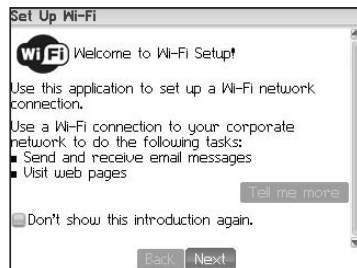 Set Up Wi-Fi
Wi Fi Welcome to Wi-Fi Setup!
Use this application to set up a Wi-Fi network
connection.
Use a Wi-Fi connection to your corporate
network to do the following tasks:
▪ Send and receive email messages
▪ Visit web pages
Tell me more
Don't show this introduction again.
Back Next